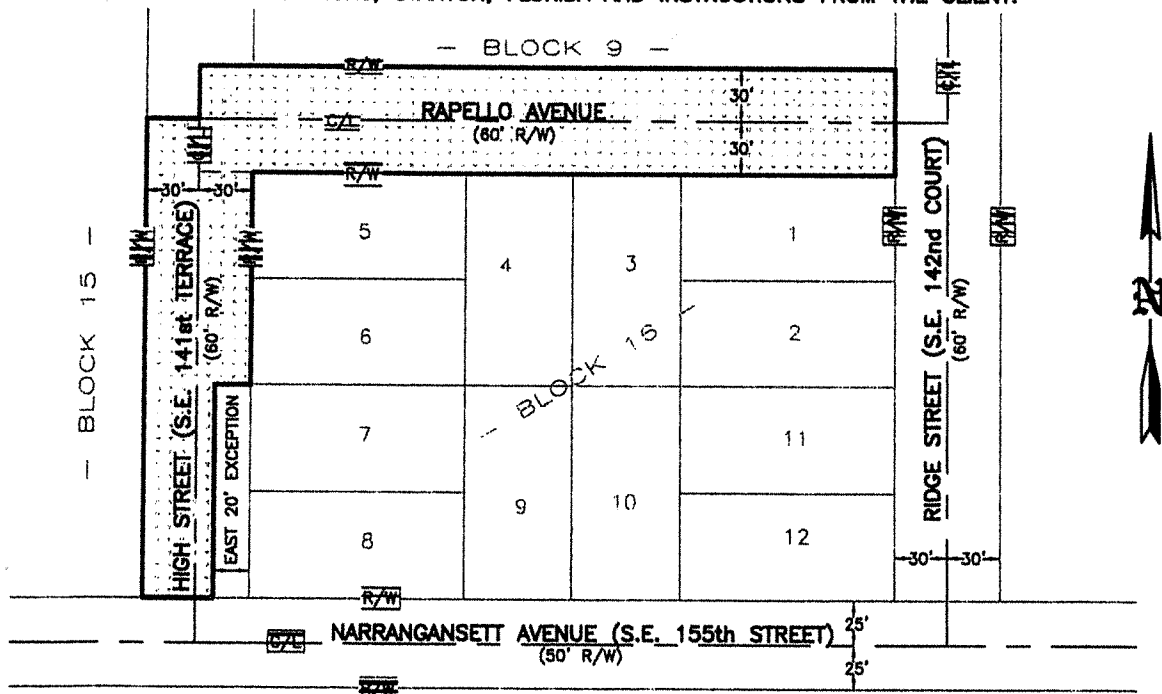 — BLOCK 9 —
R/W
RAPELLO AVENUE
(60' R/W)
C/L
30'
30'
R/W
C/L
C/L
30'
30'
R/W
R/W
HIGH STREET (S.E. 141st TERRACE)
(60' R/W)
EAST 20' EXCEPTION
— BLOCK 15 —
5
4
3
1
6
2
— BLOCK 16 —
7
11
9
10
8
12
R/W
R/W
RIDGE STREET (S.E. 142nd COURT)
(60' R/W)
30'
30'
N
R/W
C/L
NARRANGANSETT AVENUE (S.E. 155th STREET)
(50' R/W)
25'
25'
R/W